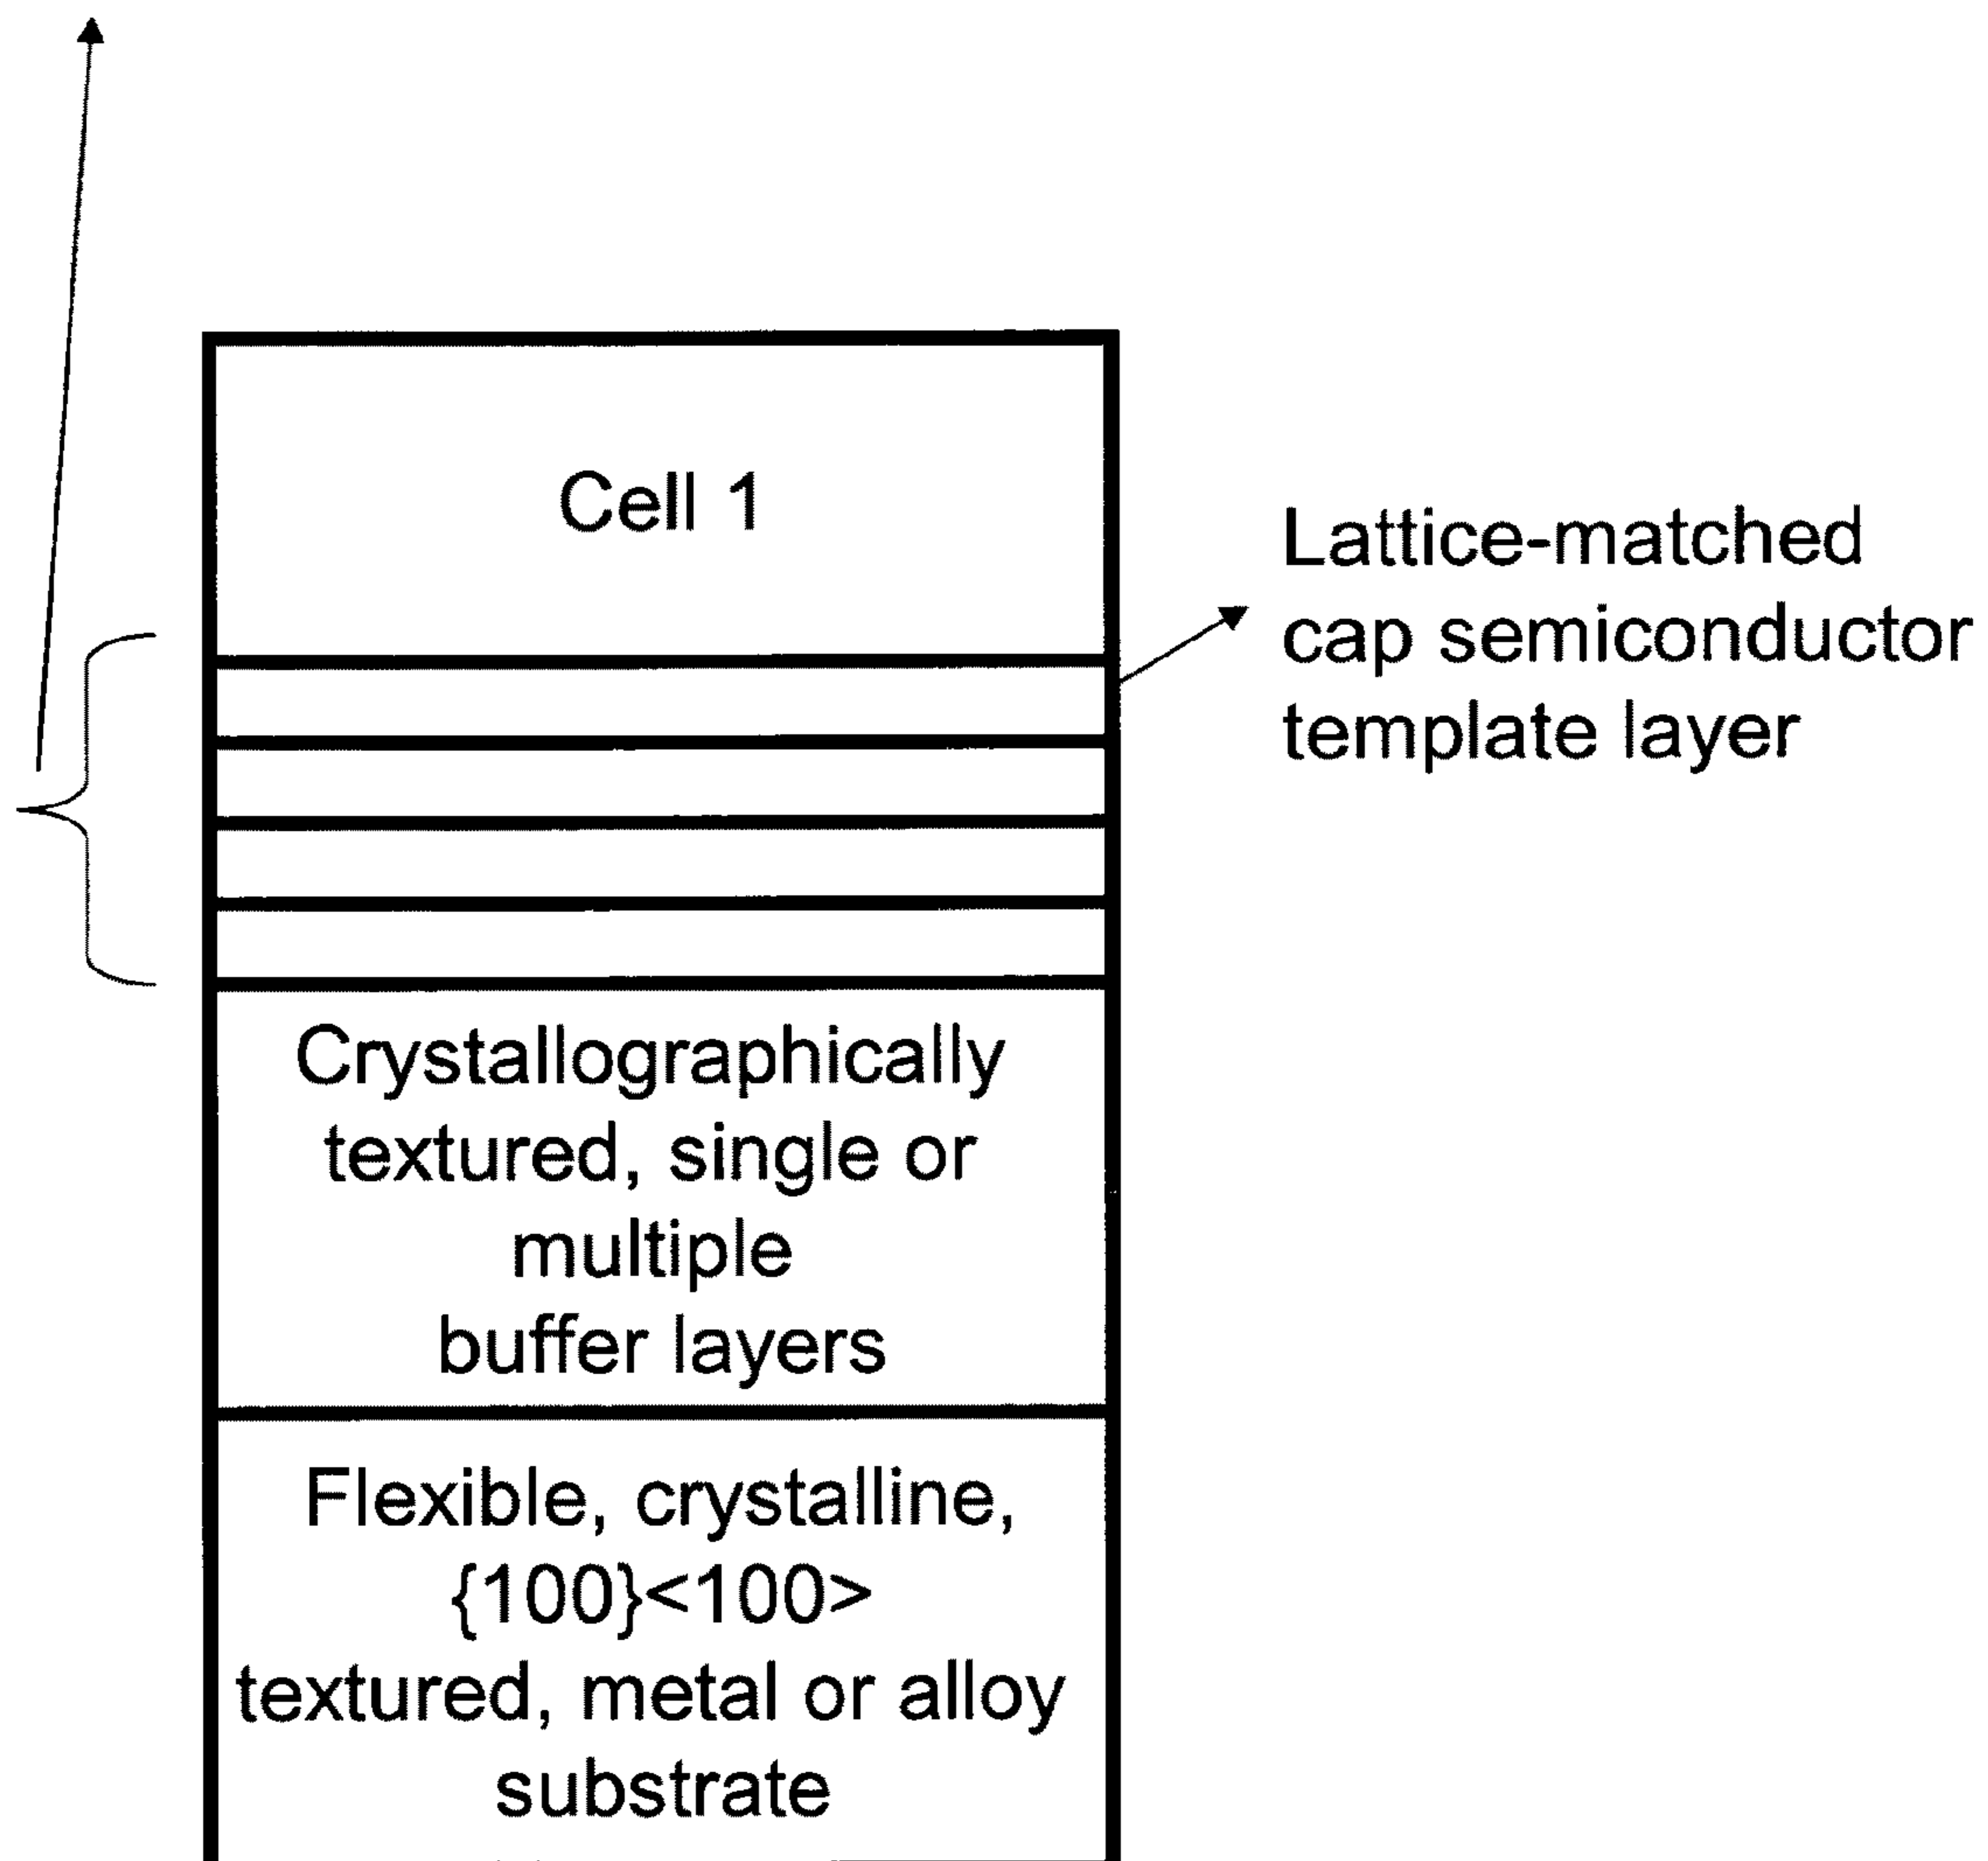 Cell 1
Lattice-matched
cap semiconductor
template layer
Crystallographically
textured, single or
multiple
buffer layers
Flexible, crystalline,
{100}<100>
textured, metal or alloy
substrate